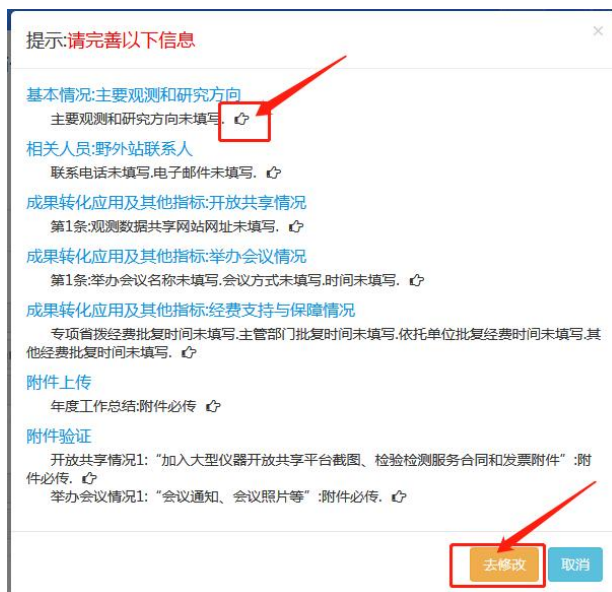 提示:请完善以下信息
×
基本情况:主要观测和研究方向
主要观测和研究方向未填写.
相关人员:野外站联系人
联系电话未填写.电子邮件未填写.
成果转化应用及其他指标:开放共享情况
第1条:观测数据共享网站网址未填写.
成果转化应用及其他指标:举办会议情况
第1条:举办会议名称未填写.会议方式未填写.时间未填写.
成果转化应用及其他指标:经费支持与保障情况
专项省拨经费批复时间未填写.主管部门批复时间未填写.依托单位批复经费时间未填写.其
他经费批复时间未填写.
附件上传
年度工作总结:附件必传
附件验证
开放共享情况1:“加入大型仪器开放共享平台截图、检验检测服务合同和发票附件”:附
件必传.
举办会议情况1:“会议通知、会议照片等”:附件必传.
去修改
取消